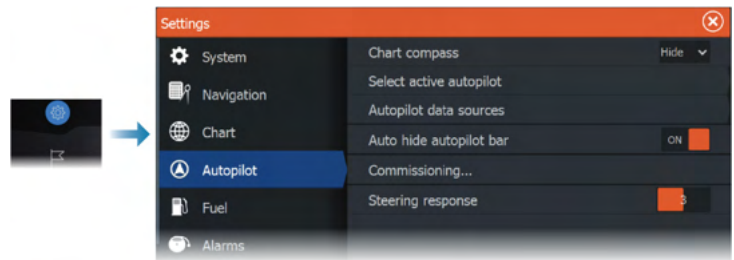 Settings
System
Navigation
Chart
Autopilot
Fuel
Alarms
Chart compass Hide
Select active autopilot
Autopilot data sources
Auto hide autopilot bar ON
Commissioning...
Steering response 3